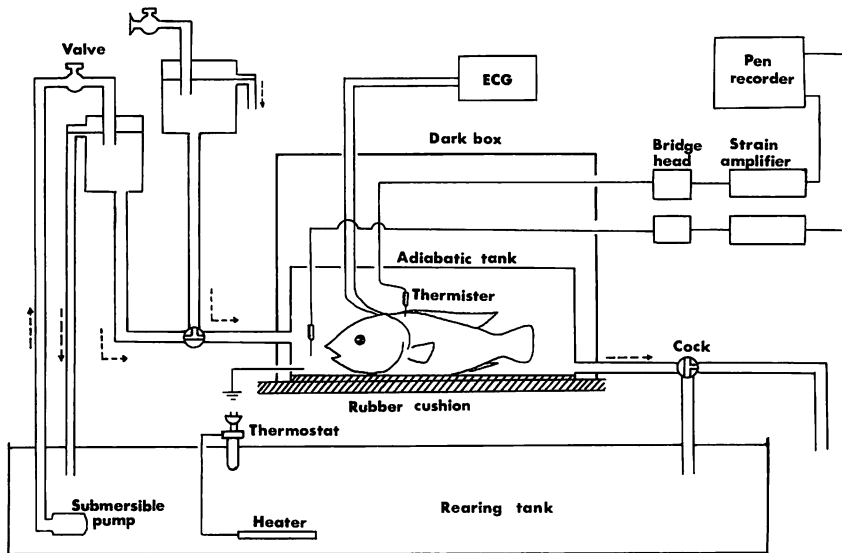 Valve
ECG
Pen
recorder
Dark box
Bridge
head
Strain
amplifier
Adiabatic tank
Thermister
Cock
Rubber cushion
Thermostat
Submersible
pump
Heater
Rearing tank